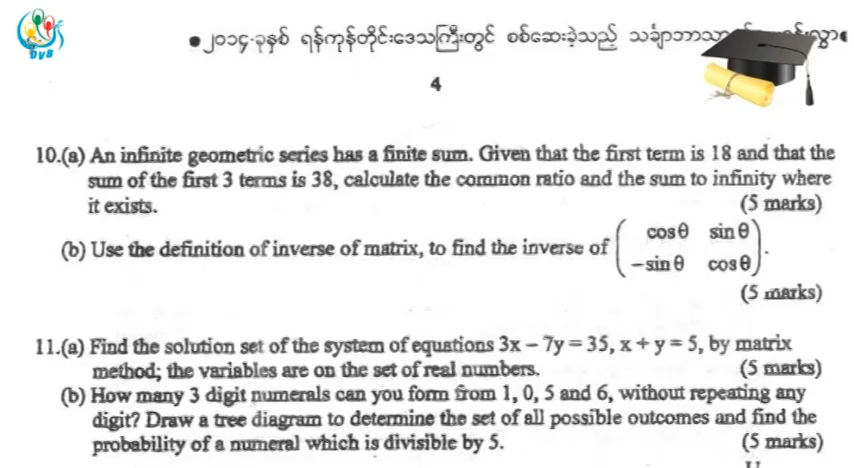 DVB
၂၀၁၄-ခုနှစ် ရန်ကုန်တိုင်းဒေသကြီးတွင် စစ်ဆေးခဲ့သည့်
4
10.(a) An infinite geometric series has a finite sum. Given that the first term is 18 and that the
sum of the first 3 terms is 38, calculate the common ratio and the sum to infinity where
it exists. (5 marks)
(b) Use the definition of inverse of matrix, to find the inverse of ( cosθ sinθ
-sinθ cosθ ).
(5 marks)
11.(a) Find the solution set of the system of equations 3x – 7y = 35, x + y = 5, by matrix
method; the variables are on the set of real numbers. (5 marks)
(b) How many 3 digit numerals can you form from 1, 0, 5 and 6, without repeating any
digit? Draw a tree diagram to determine the set of all possible outcomes and find the
probability of a numeral which is divisible by 5. (5 marks)